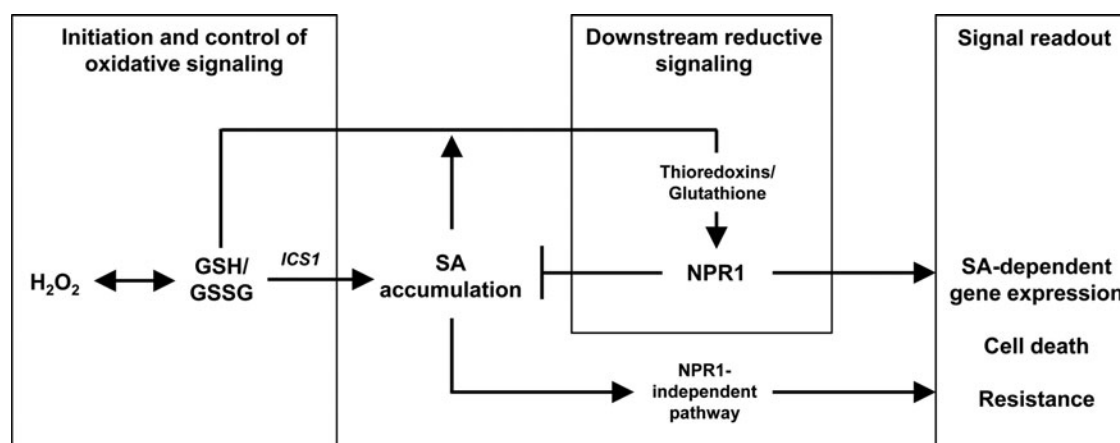 Initiation and control of
oxidative signaling
Downstream reductive
signaling
Signal readout
Thioredoxins/
Glutathione
H₂O₂
GSH/
GSSG
ICS1
SA
accumulation
NPR1
SA-dependent
gene expression
Cell death
Resistance
NPR1-
independent
pathway